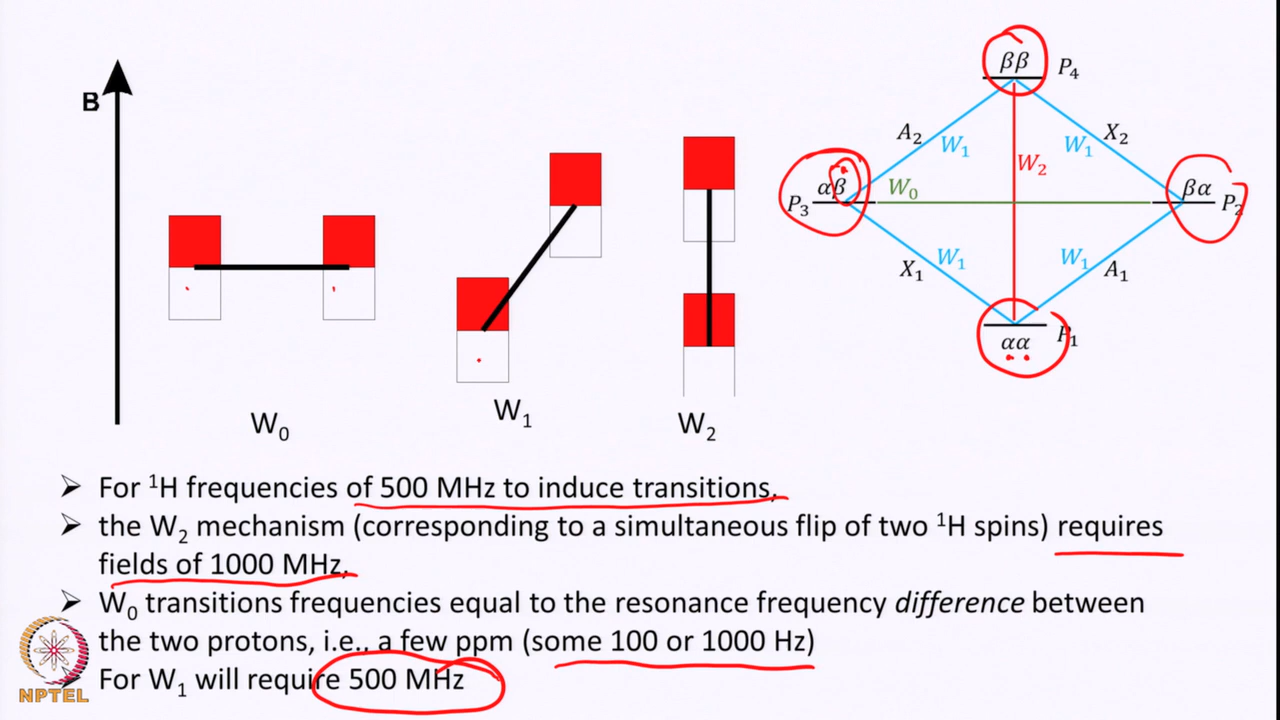 B
W₀
W₁
W₂
ββ P₄
A₂ W₁ W₁ X₂
W₂
αβ W₀ βα
P₃ P₂
X₁ W₁ W₁ A₁
αα P₁
➢ For ¹H frequencies of 500 MHz to induce transitions,
➢ the W₂ mechanism (corresponding to a simultaneous flip of two ¹H spins) requires
fields of 1000 MHz,
➢ W₀ transitions frequencies equal to the resonance frequency difference between
the two protons, i.e., a few ppm (some 100 or 1000 Hz)
For W₁ will require 500 MHz
NPTEL